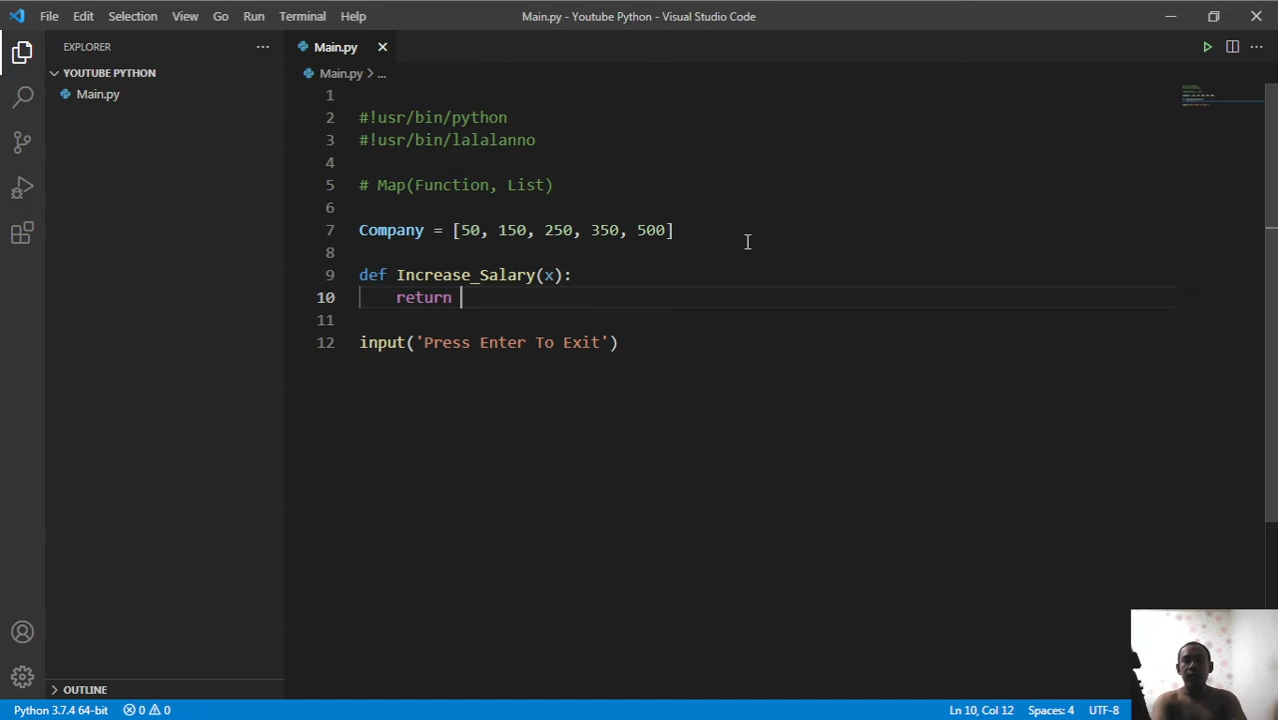 File Edit Selection View Go Run Terminal Help Main.py - Youtube Python - Visual Studio Code
EXPLORER
Main.py
YOUTUBE PYTHON
Main.py > ...
Main.py
1
2 #!usr/bin/python
3 #!usr/bin/lalalanno
4
5 # Map(Function, List)
6
7 Company = [50, 150, 250, 350, 500]
8
9 def Increase_Salary(x):
10 return
11
12 input('Press Enter To Exit')
OUTLINE
Python 3.7.4 64-bit 0 0 Ln 10, Col 12 Spaces: 4 UTF-8